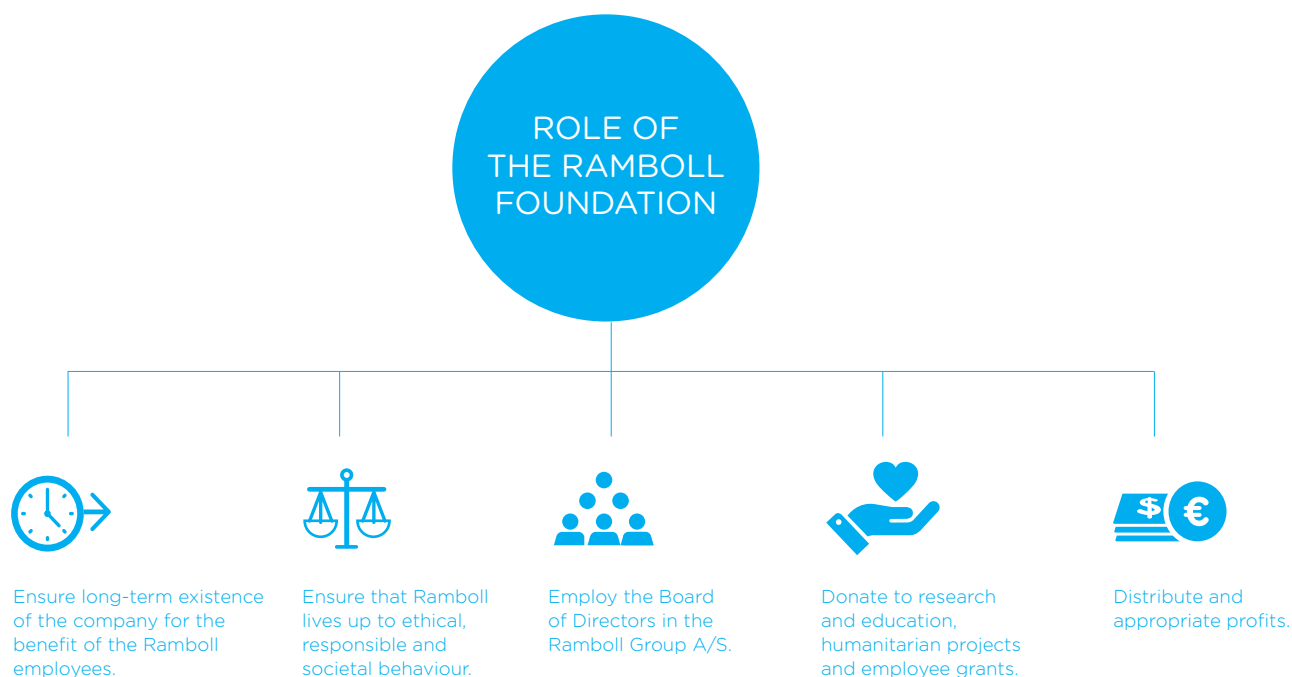 ROLE OF
THE RAMBOLL
FOUNDATION
$ €
Ensure long-term existence
of the company for the
benefit of the Ramboll
employees.
Ensure that Ramboll
lives up to ethical,
responsible and
societal behaviour.
Employ the Board
of Directors in the
Ramboll Group A/S.
Donate to research
and education,
humanitarian projects
and employee grants.
Distribute and
appropriate profits.